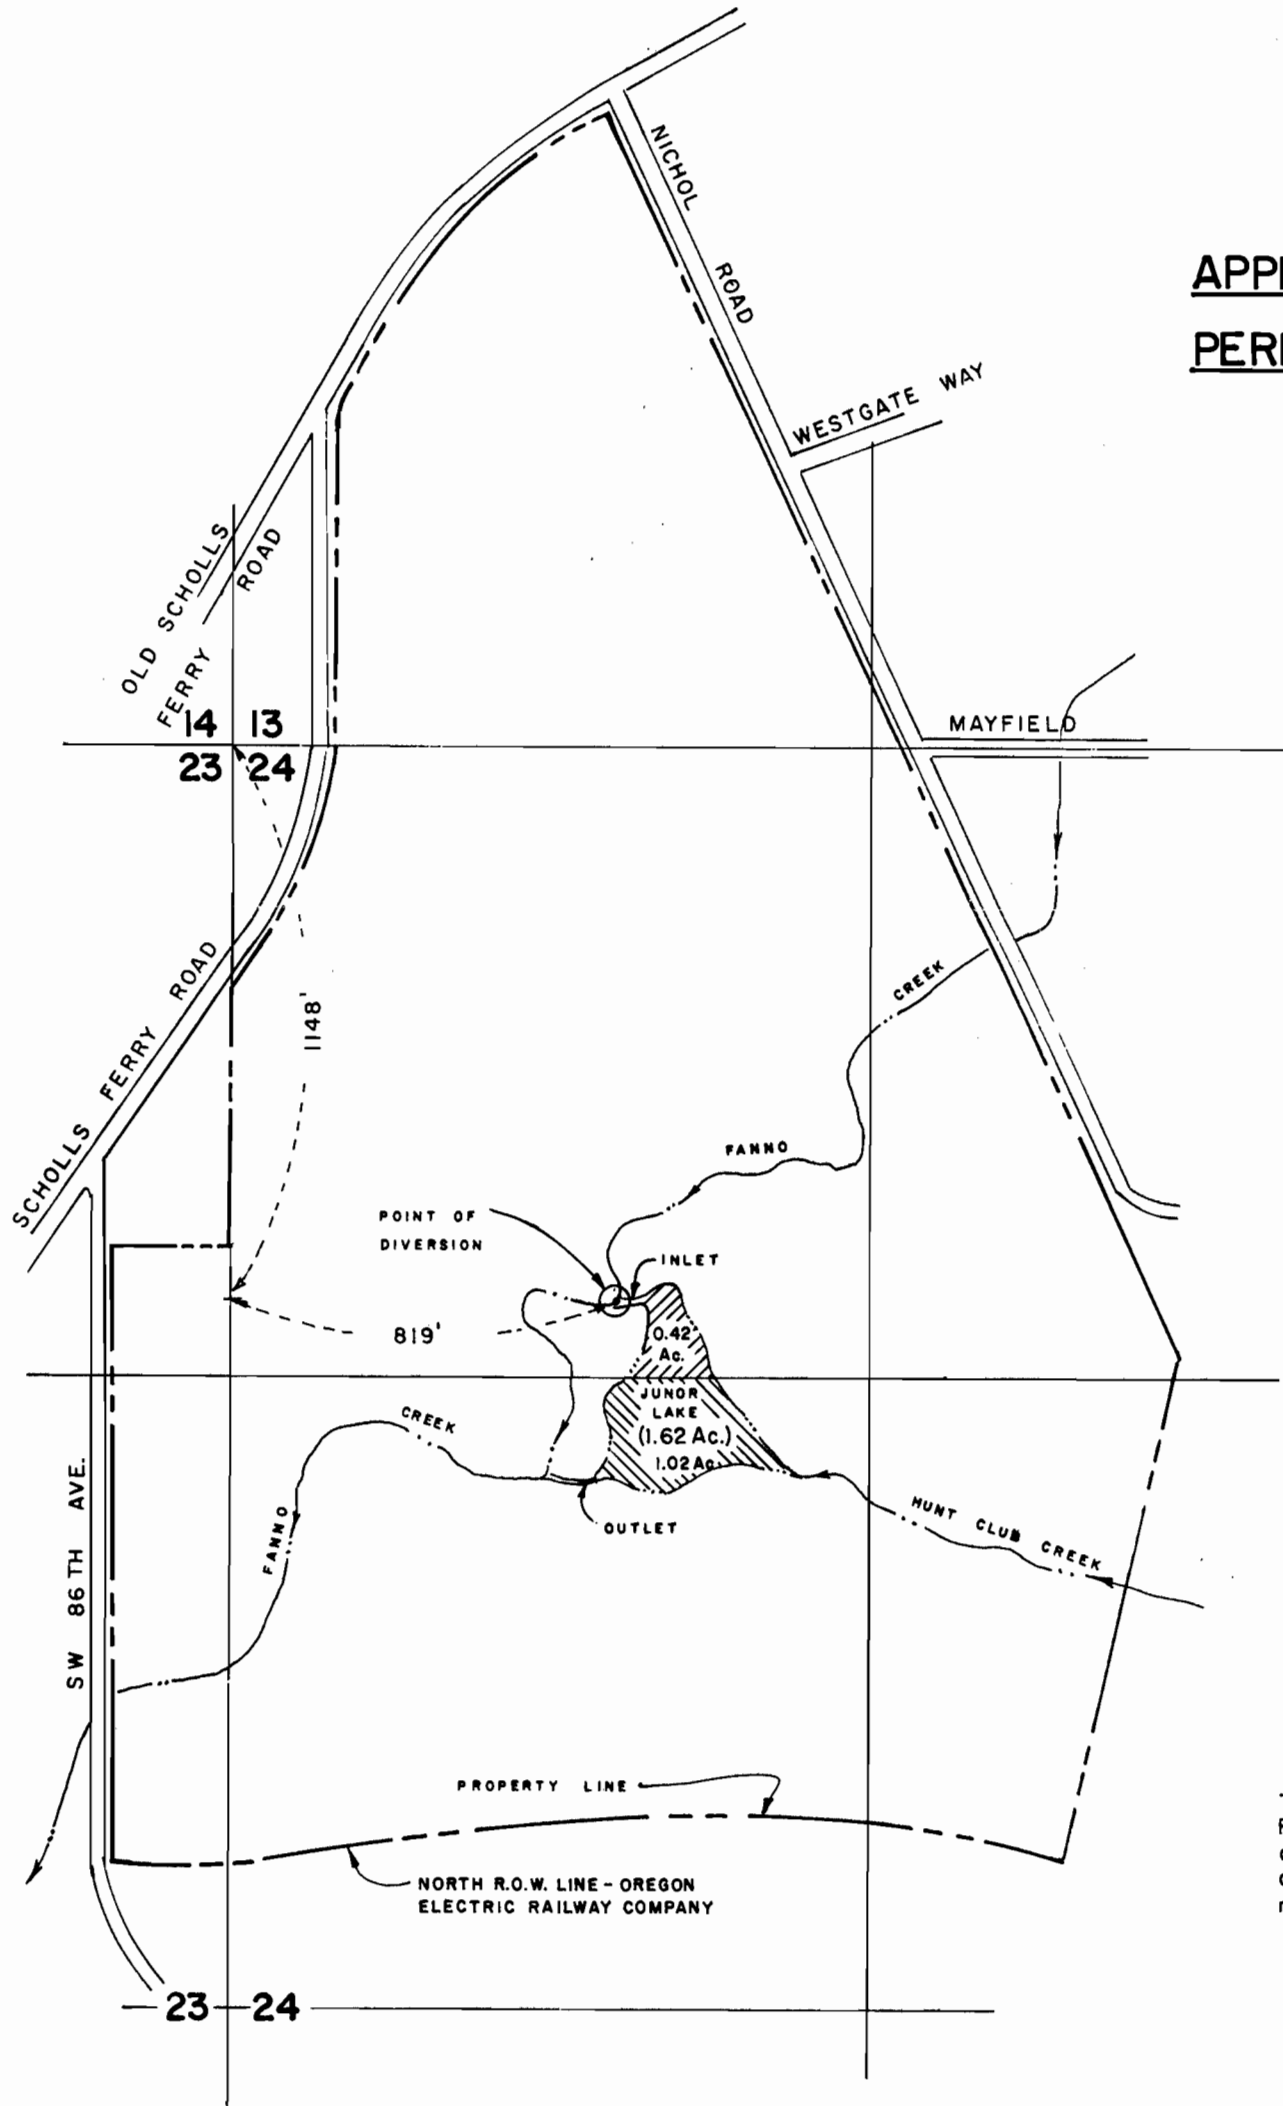 NICHOL
ROAD
APP
PER
WESTGATE WAY
OLD SCHOLLS
FERRY ROAD
14 13
23 24
MAYFIELD
SCHOLLS FERRY ROAD
1148'
CREEK
FANNO
POINT OF
DIVERSION
INLET
819'
0.42
Ac.
JUNOR
LAKE
(1.62 Ac.)
1.02 Ac.
CREEK
FANNO
OUTLET
HUNT CLUB CREEK
SW 86TH AVE.
PROPERTY LINE
NORTH R.O.W. LINE - OREGON
ELECTRIC RAILWAY COMPANY
23 24